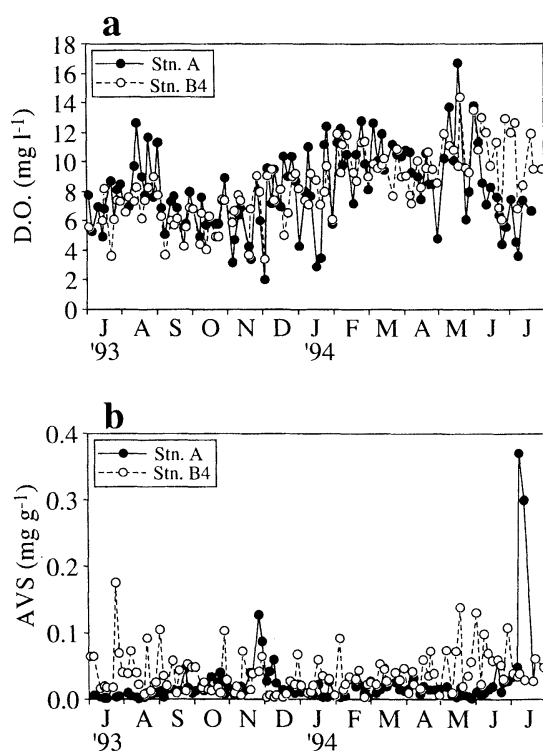 a
18
16
14
12
10
8
6
4
2
0
D.O. (mg l⁻¹)
Stn. A
Stn. B4
J A S O N D J F M A M J J
'93 '94
b
0.4
0.3
0.2
0.1
0.0
AVS (mg g⁻¹)
Stn. A
Stn. B4
J A S O N D J F M A M J J
'93 '94